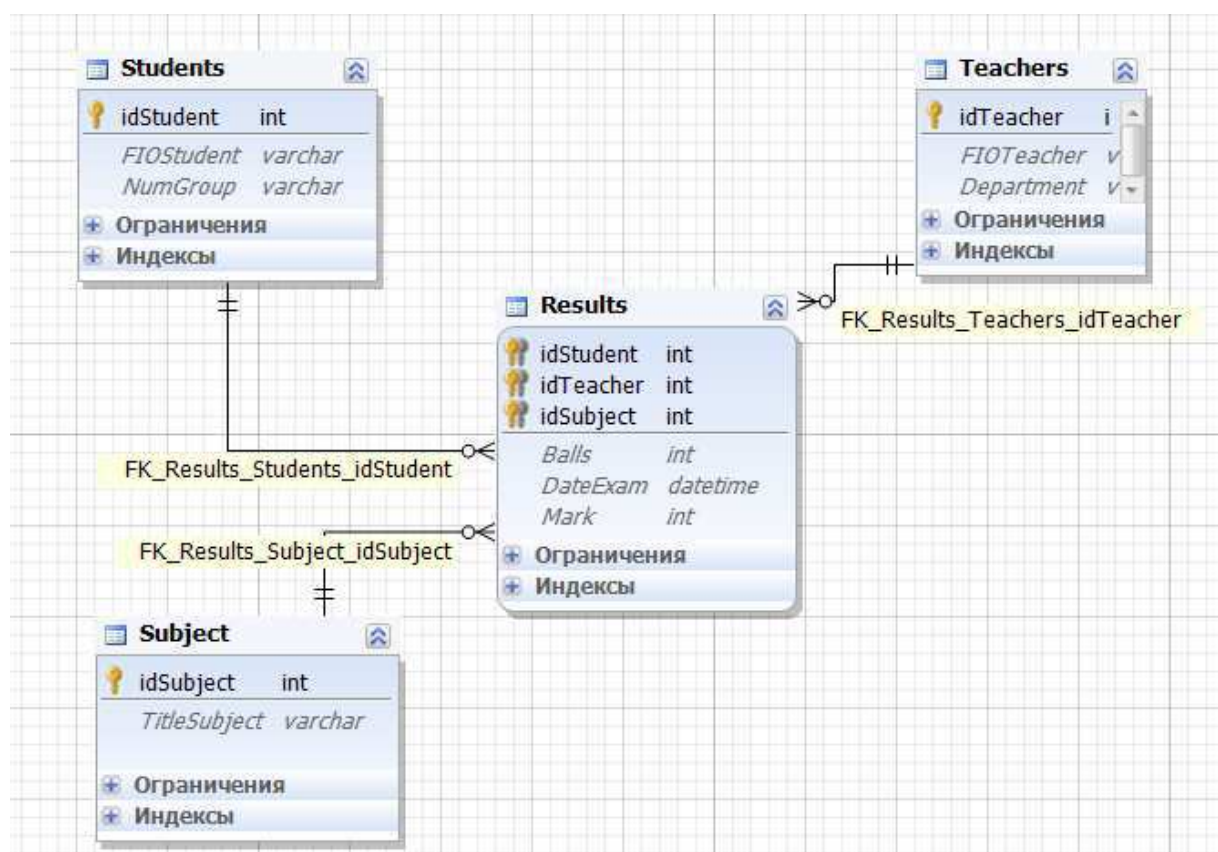 Students
idStudent int
FIOStudent varchar
NumGroup varchar
Ограничения
Индексы
Teachers
idTeacher i
FIOTeacher v
Department v
Ограничения
Индексы
FK_Results_Teachers_idTeacher
Results
idStudent int
idTeacher int
idSubject int
Balls int
DateExam datetime
Mark int
Ограничения
Индексы
FK_Results_Students_idStudent
FK_Results_Subject_idSubject
Subject
idSubject int
TitleSubject varchar
Ограничения
Индексы